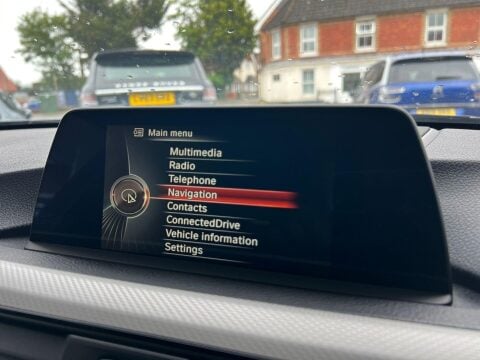 Main menu
Multimedia
Radio
Telephone
Navigation
Contacts
ConnectedDrive
Vehicle information
Settings